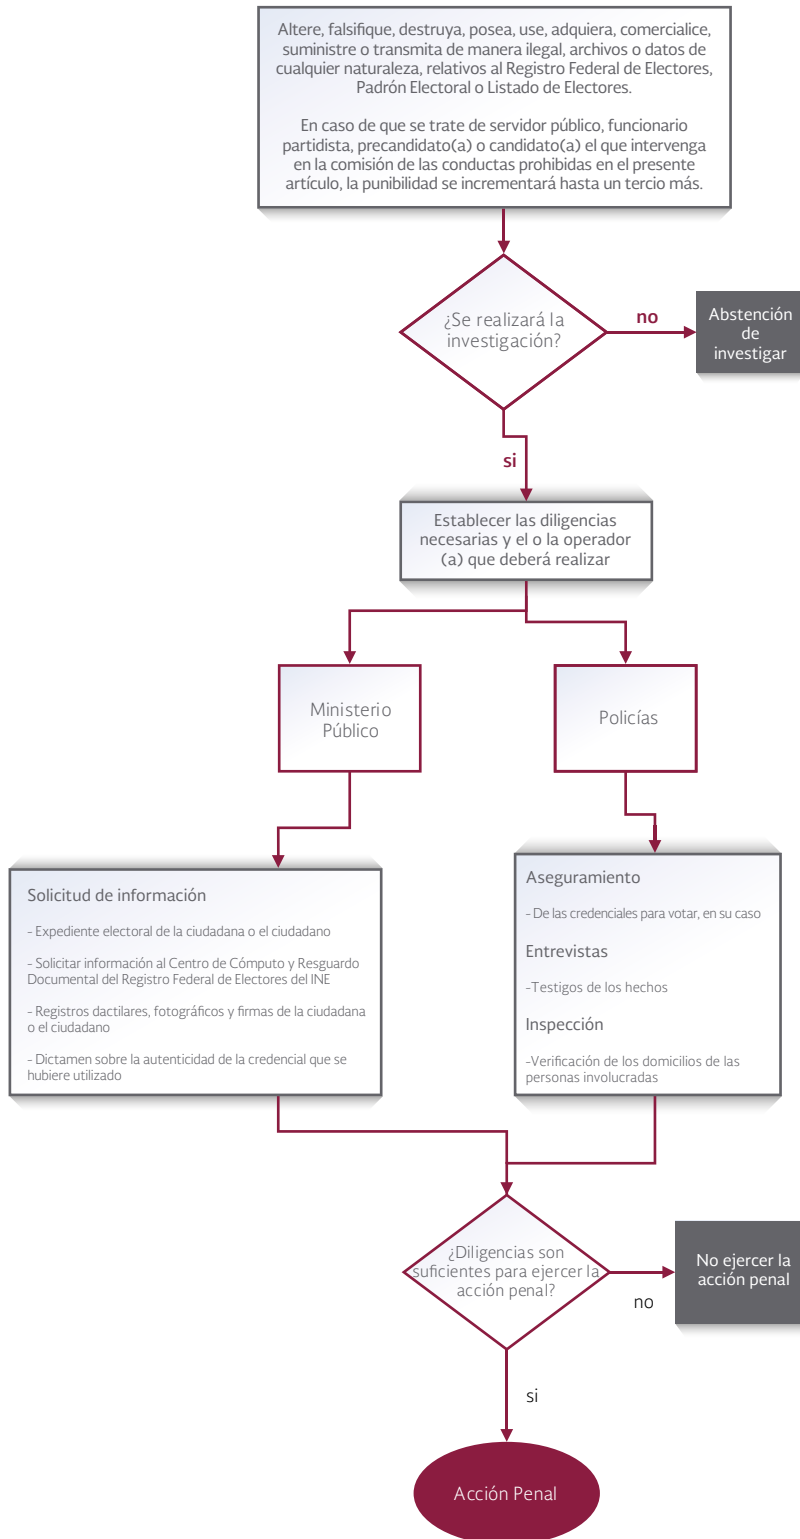 Altere, falsifique, destruya, posea, use, adquiera, comercialice,
suministre o transmita de manera ilegal, archivos o datos de
cualquier naturaleza, relativos al Registro Federal de Electores,
Padrón Electoral o Listado de Electores.
En caso de que se trate de servidor público, funcionario
partidista, precandidato(a) o candidato(a) el que intervenga
en la comisión de las conductas prohibidas en el presente
artículo, la punibilidad se incrementará hasta un tercio más.
¿Se realizará la
investigación?
no
Abstención
de
investigar
si
Establecer las diligencias
necesarias y el o la operador
(a) que deberá realizar
Ministerio
Público
Policías
Solicitud de información
- Expediente electoral de la ciudadana o el ciudadano
- Solicitar información al Centro de Cómputo y Resguardo
Documental del Registro Federal de Electores del INE
- Registros dactilares, fotográficos y firmas de la ciudadana
o el ciudadano
- Dictamen sobre la autenticidad de la credencial que se
hubiere utilizado
Aseguramiento
- De las credenciales para votar, en su caso
Entrevistas
-Testigos de los hechos
Inspección
-Verificación de los domicilios de las
personas involucradas
¿Diligencias son
suficientes para ejercer la
acción penal?
no
No ejercer la
acción penal
si
Acción Penal